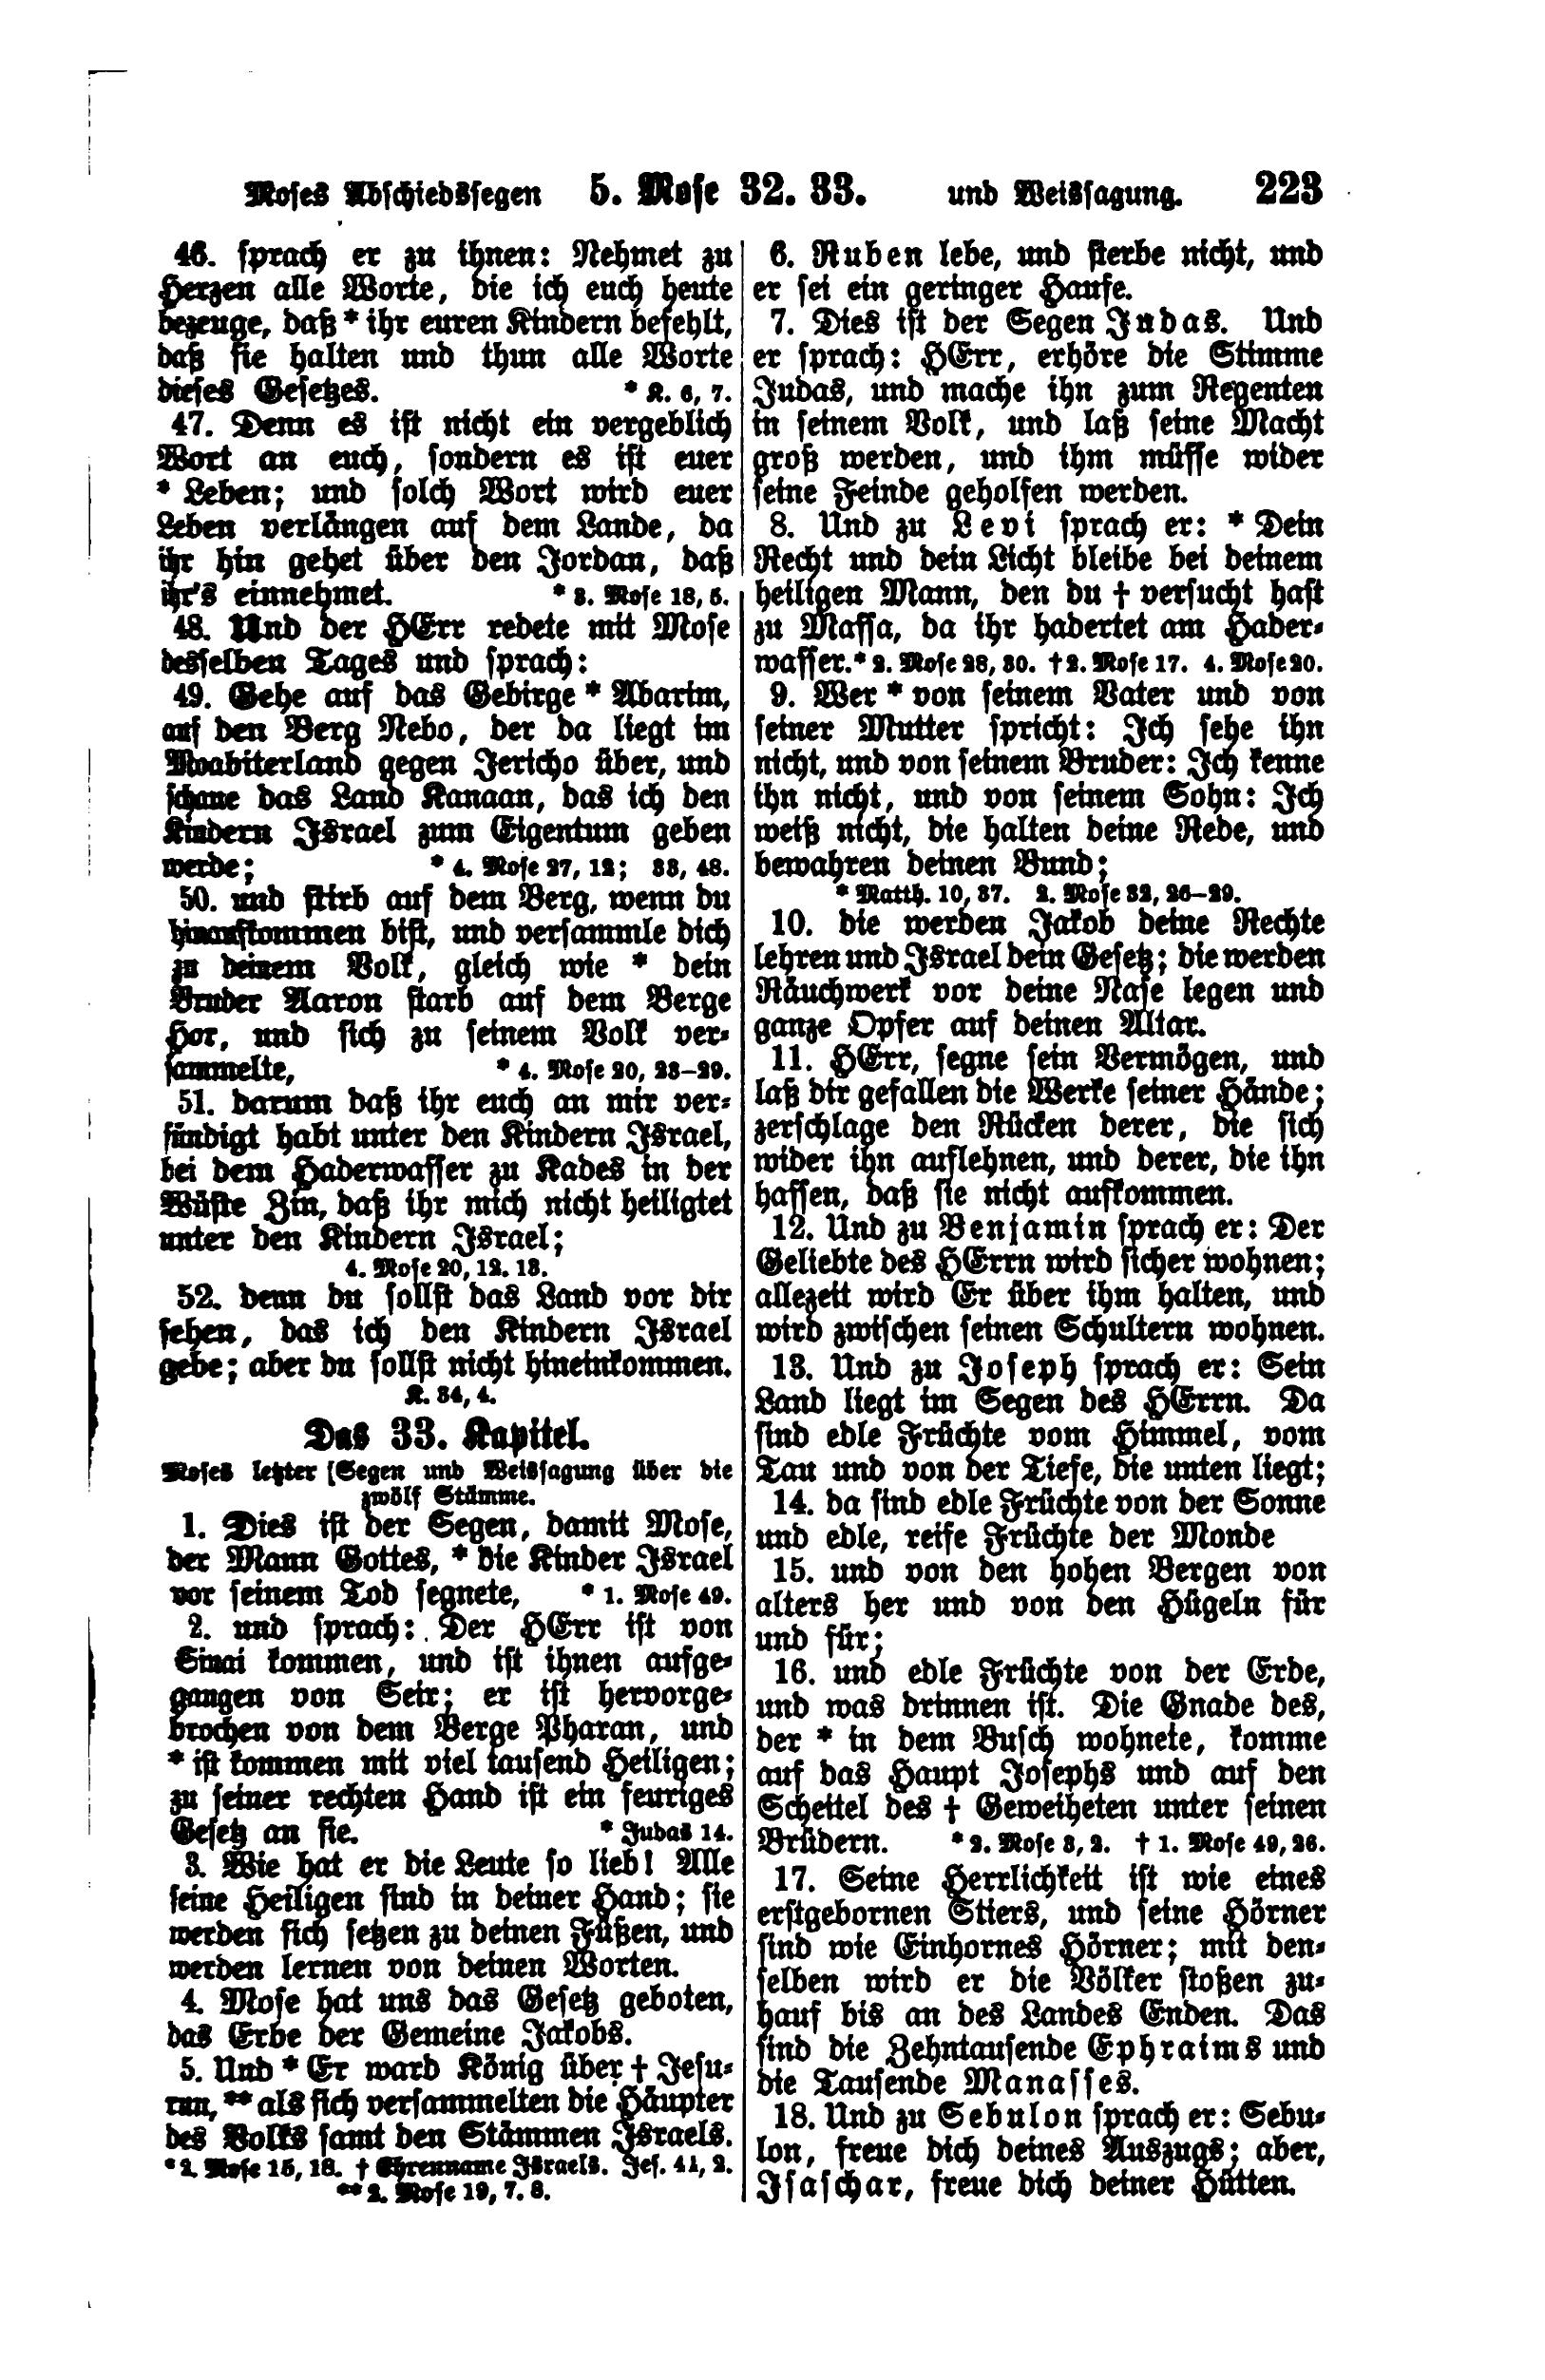 Moses Abschiedssegen 5. Mose 32. 33. und Weissagung. 223
46. sprach er zu ihnen: Nehmet zu
Herzen alle Worte, die ich euch heute
bezeuge, daß * ihr euren Kindern befehlt,
daß sie halten und thun alle Worte
dieses Gesetzes. * K. 6, 7.
47. Denn es ist nicht ein vergeblich
Wort an euch, sondern es ist euer
* Leben; und solch Wort wird euer
Leben verlängen auf dem Lande, da
ihr hin gehet über den Jordan, daß
ihr's einnehmet. * 3. Mose 18, 5.
48. Und der HErr redete mit Mose
desselben Tages und sprach:
49. Gehe auf das Gebirge * Abarim,
auf den Berg Nebo, der da liegt im
Moabiterland gegen Jericho über, und
schaue das Land Kanaan, das ich den
Kindern Israel zum Eigentum geben
werde; * 4. Mose 27, 12; 33, 48.
50. und stirb auf dem Berg, wenn du
hinaufkommen bist, und versammle dich
zu deinem Volk, gleich wie * dein
Bruder Aaron starb auf dem Berge
Hor, und sich zu seinem Volk ver-
sammelte, * 4. Mose 20, 23-29.
51. darum daß ihr euch an mir ver-
sündigt habt unter den Kindern Israel,
bei dem Haderwasser zu Kades in der
Wüste Zin, daß ihr mich nicht heiligtet
unter den Kindern Israel;
4. Mose 20, 12. 13.
52. denn du sollst das Land vor dir
sehen, das ich den Kindern Israel
gebe; aber du sollst nicht hineinkommen.
K. 34, 4.
Das 33. Kapitel.
Moses letzter (Segen und Weissagung über die
zwölf Stämme.
1. Dies ist der Segen, damit Mose,
der Mann Gottes, * die Kinder Israel
vor seinem Tod segnete, * 1. Mose 49.
2. und sprach: Der HErr ist von
Sinai kommen, und ist ihnen aufge-
gangen von Seir; er ist hervorge-
brochen von dem Berge Pharan, und
* ist kommen mit viel tausend Heiligen;
zu seiner rechten Hand ist ein feuriges
Gesetz an sie. * Judas 14.
3. Wie hat er die Leute so lieb! Alle
seine Heiligen sind in deiner Hand; sie
werden sich setzen zu deinen Füßen, und
werden lernen von deinen Worten.
4. Mose hat uns das Gesetz geboten,
das Erbe der Gemeine Jakobs.
5. Und * Er ward König über † Jesu-
run, ** als sich versammelten die Häupter
des Volks samt den Stämmen Israels.
* 2. Mose 15, 18. † Ehrenname Israels. Jes. 41, 2.
** 2. Mose 19, 7. 8.
6. Ruben lebe, und sterbe nicht, und
er sei ein geringer Haufe.
7. Dies ist der Segen Judas. Und
er sprach: HErr, erhöre die Stimme
Judas, und mache ihn zum Regenten
in seinem Volk, und laß seine Macht
groß werden, und ihm müsse wider
seine Feinde geholfen werden.
8. Und zu Levi sprach er: * Dein
Recht und dein Licht bleibe bei deinem
heiligen Mann, den du † versucht hast
zu Massa, da ihr hadertet am Hader-
wasser. * 2. Mose 28, 30. † 2. Mose 17. 4. Mose 20.
9. Wer * von seinem Vater und von
seiner Mutter spricht: Ich sehe ihn
nicht, und von seinem Bruder: Ich kenne
ihn nicht, und von seinem Sohn: Ich
weiß nicht, die halten deine Rede, und
bewahren deinen Bund;
* Matth. 10, 37. 2. Mose 32, 26-29.
10. die werden Jakob deine Rechte
lehren und Israel dein Gesetz; die werden
Räuchwerk vor deine Nase legen und
ganze Opfer auf deinen Altar.
11. HErr, segne sein Vermögen, und
laß dir gefallen die Werke seiner Hände;
zerschlage den Rücken derer, die sich
wider ihn auflehnen, und derer, die ihn
hassen, daß sie nicht aufkommen.
12. Und zu Benjamin sprach er: Der
Geliebte des HErrn wird sicher wohnen;
allezeit wird Er über ihm halten, und
wird zwischen seinen Schultern wohnen.
13. Und zu Joseph sprach er: Sein
Land liegt im Segen des HErrn. Da
sind edle Früchte vom Himmel, vom
Tau und von der Tiefe, die unten liegt;
14. da sind edle Früchte von der Sonne
und edle, reife Früchte der Monde
15. und von den hohen Bergen von
alters her und von den Hügeln für
und für;
16. und edle Früchte von der Erde,
und was drinnen ist. Die Gnade des,
der * in dem Busch wohnete, komme
auf das Haupt Josephs und auf den
Scheitel des † Geweiheten unter seinen
Brüdern. * 2. Mose 3, 2. † 1. Mose 49, 26.
17. Seine Herrlichkeit ist wie eines
erstgebornen Stiers, und seine Hörner
sind wie Einhornes Hörner; mit den-
selben wird er die Völker stoßen zu-
hauf bis an des Landes Enden. Das
sind die Zehntausende Ephraims und
die Tausende Manasses.
18. Und zu Sebulon sprach er: Sebu-
lon, freue dich deines Auszugs; aber,
Isaschar, freue dich deiner Hütten.